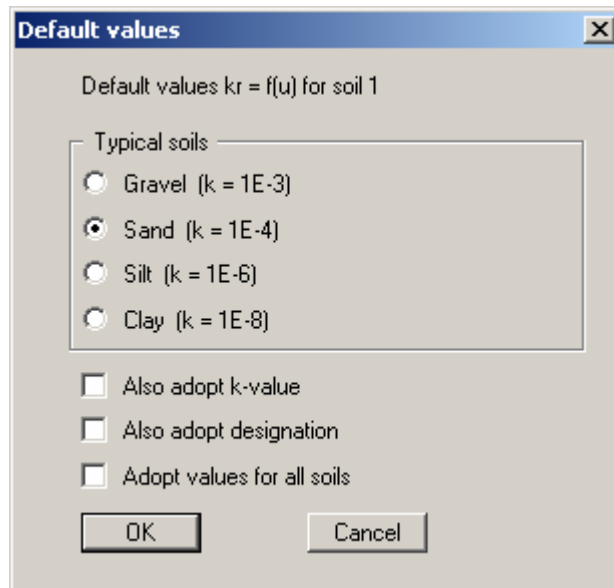 Default values
Default values kr = f(u) for soil 1
Typical soils
Gravel (k = 1E-3)
Sand (k = 1E-4)
Silt (k = 1E-6)
Clay (k = 1E-8)
Also adopt k-value
Also adopt designation
Adopt values for all soils
OK Cancel